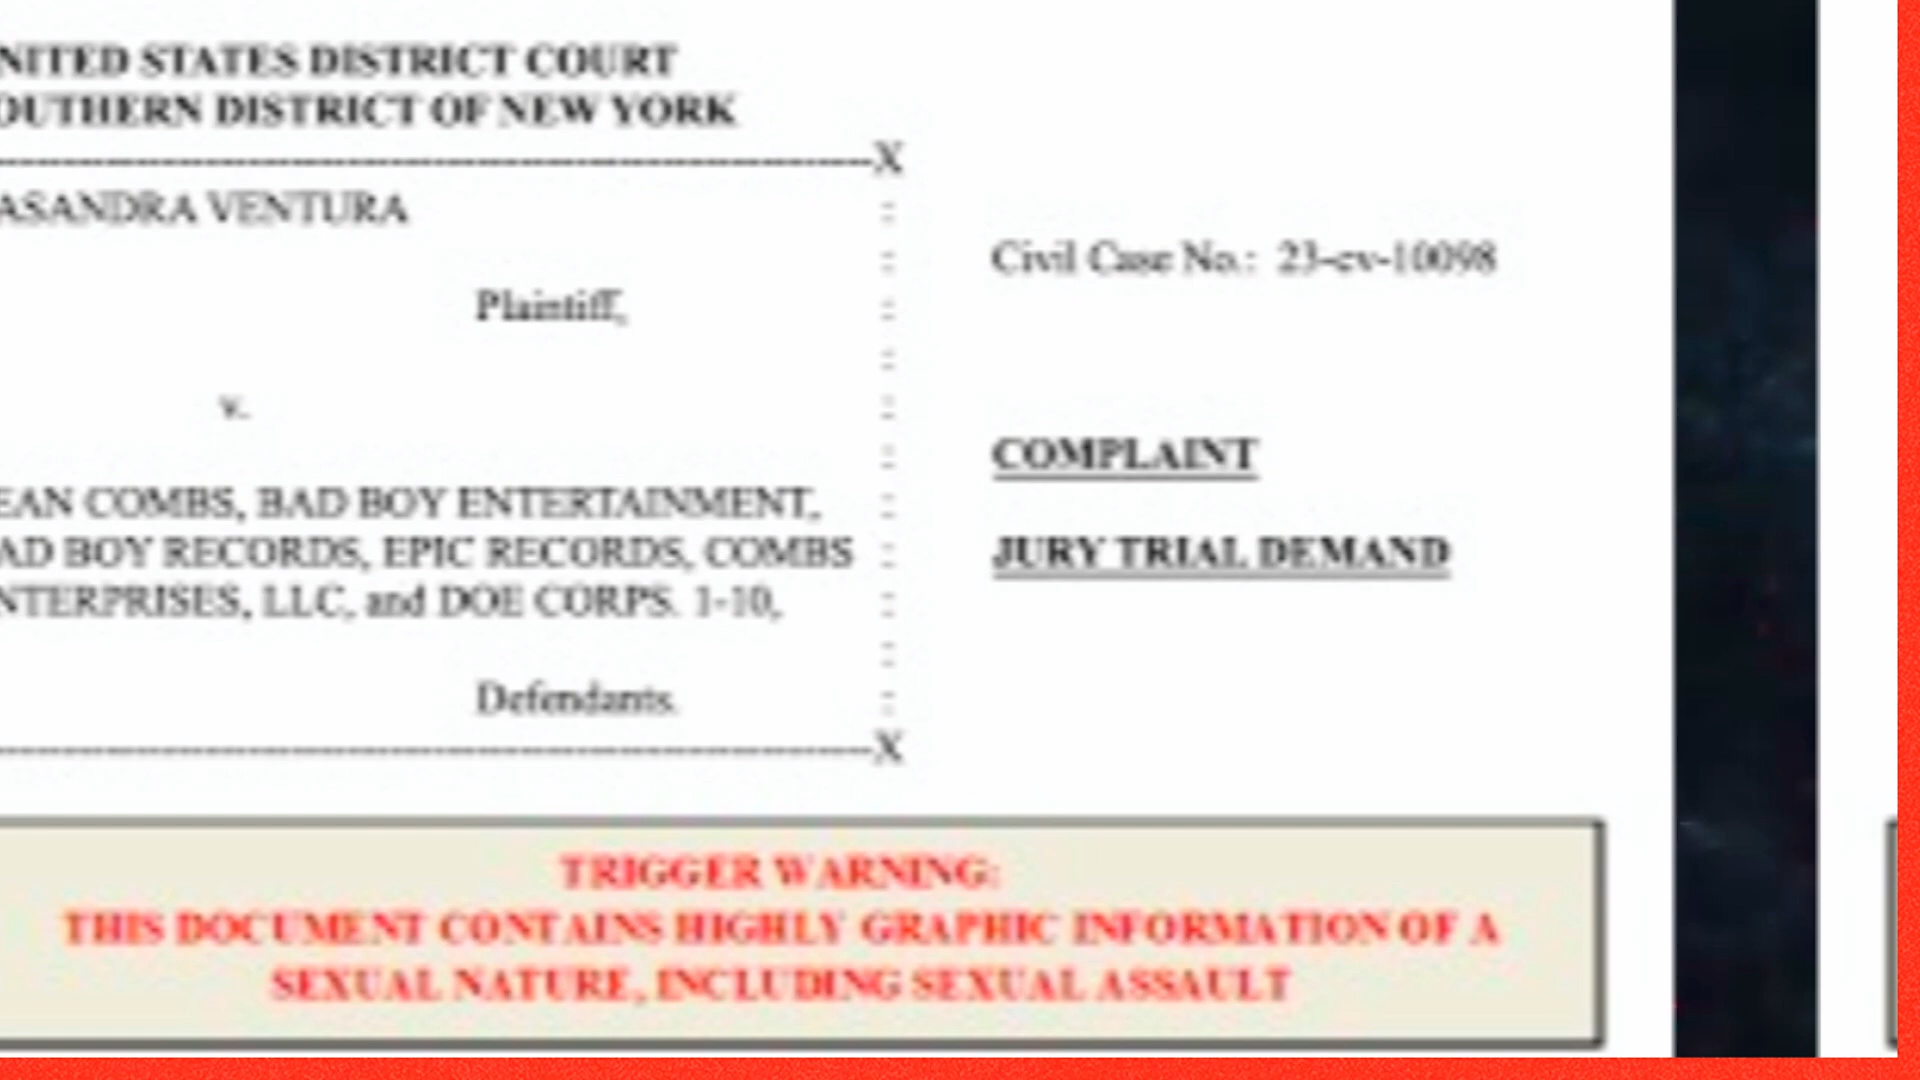 NITED STATES DISTRICT COURT
OUTHERN DISTRICT OF NEW YORK
X
ASANDRA VENTURA
Plaintiff,
v.
EAN COMBS, BAD BOY ENTERTAINMENT,
AD BOY RECORDS, EPIC RECORDS, COMBS
NTERPRISES, LLC, and DOE CORPS. 1-10,
Defendants.
X
Civil Case No.: 23-cv-10098
COMPLAINT
JURY TRIAL DEMAND
TRIGGER WARNING:
THIS DOCUMENT CONTAINS HIGHLY GRAPHIC INFORMATION OF A
SEXUAL NATURE, INCLUDING SEXUAL ASSAULT